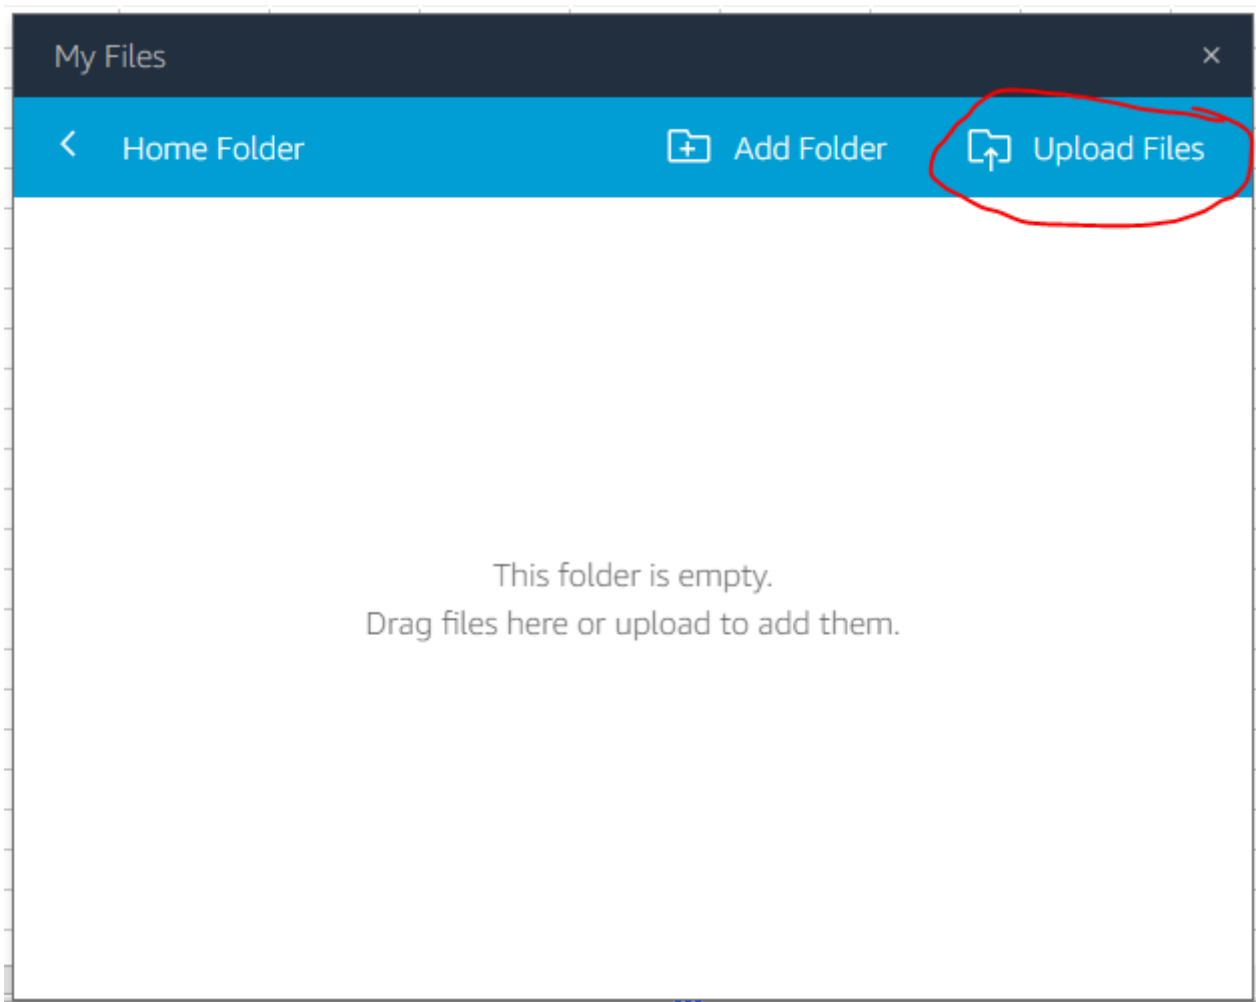 My Files
Home Folder Add Folder Upload Files
This folder is empty.
Drag files here or upload to add them.